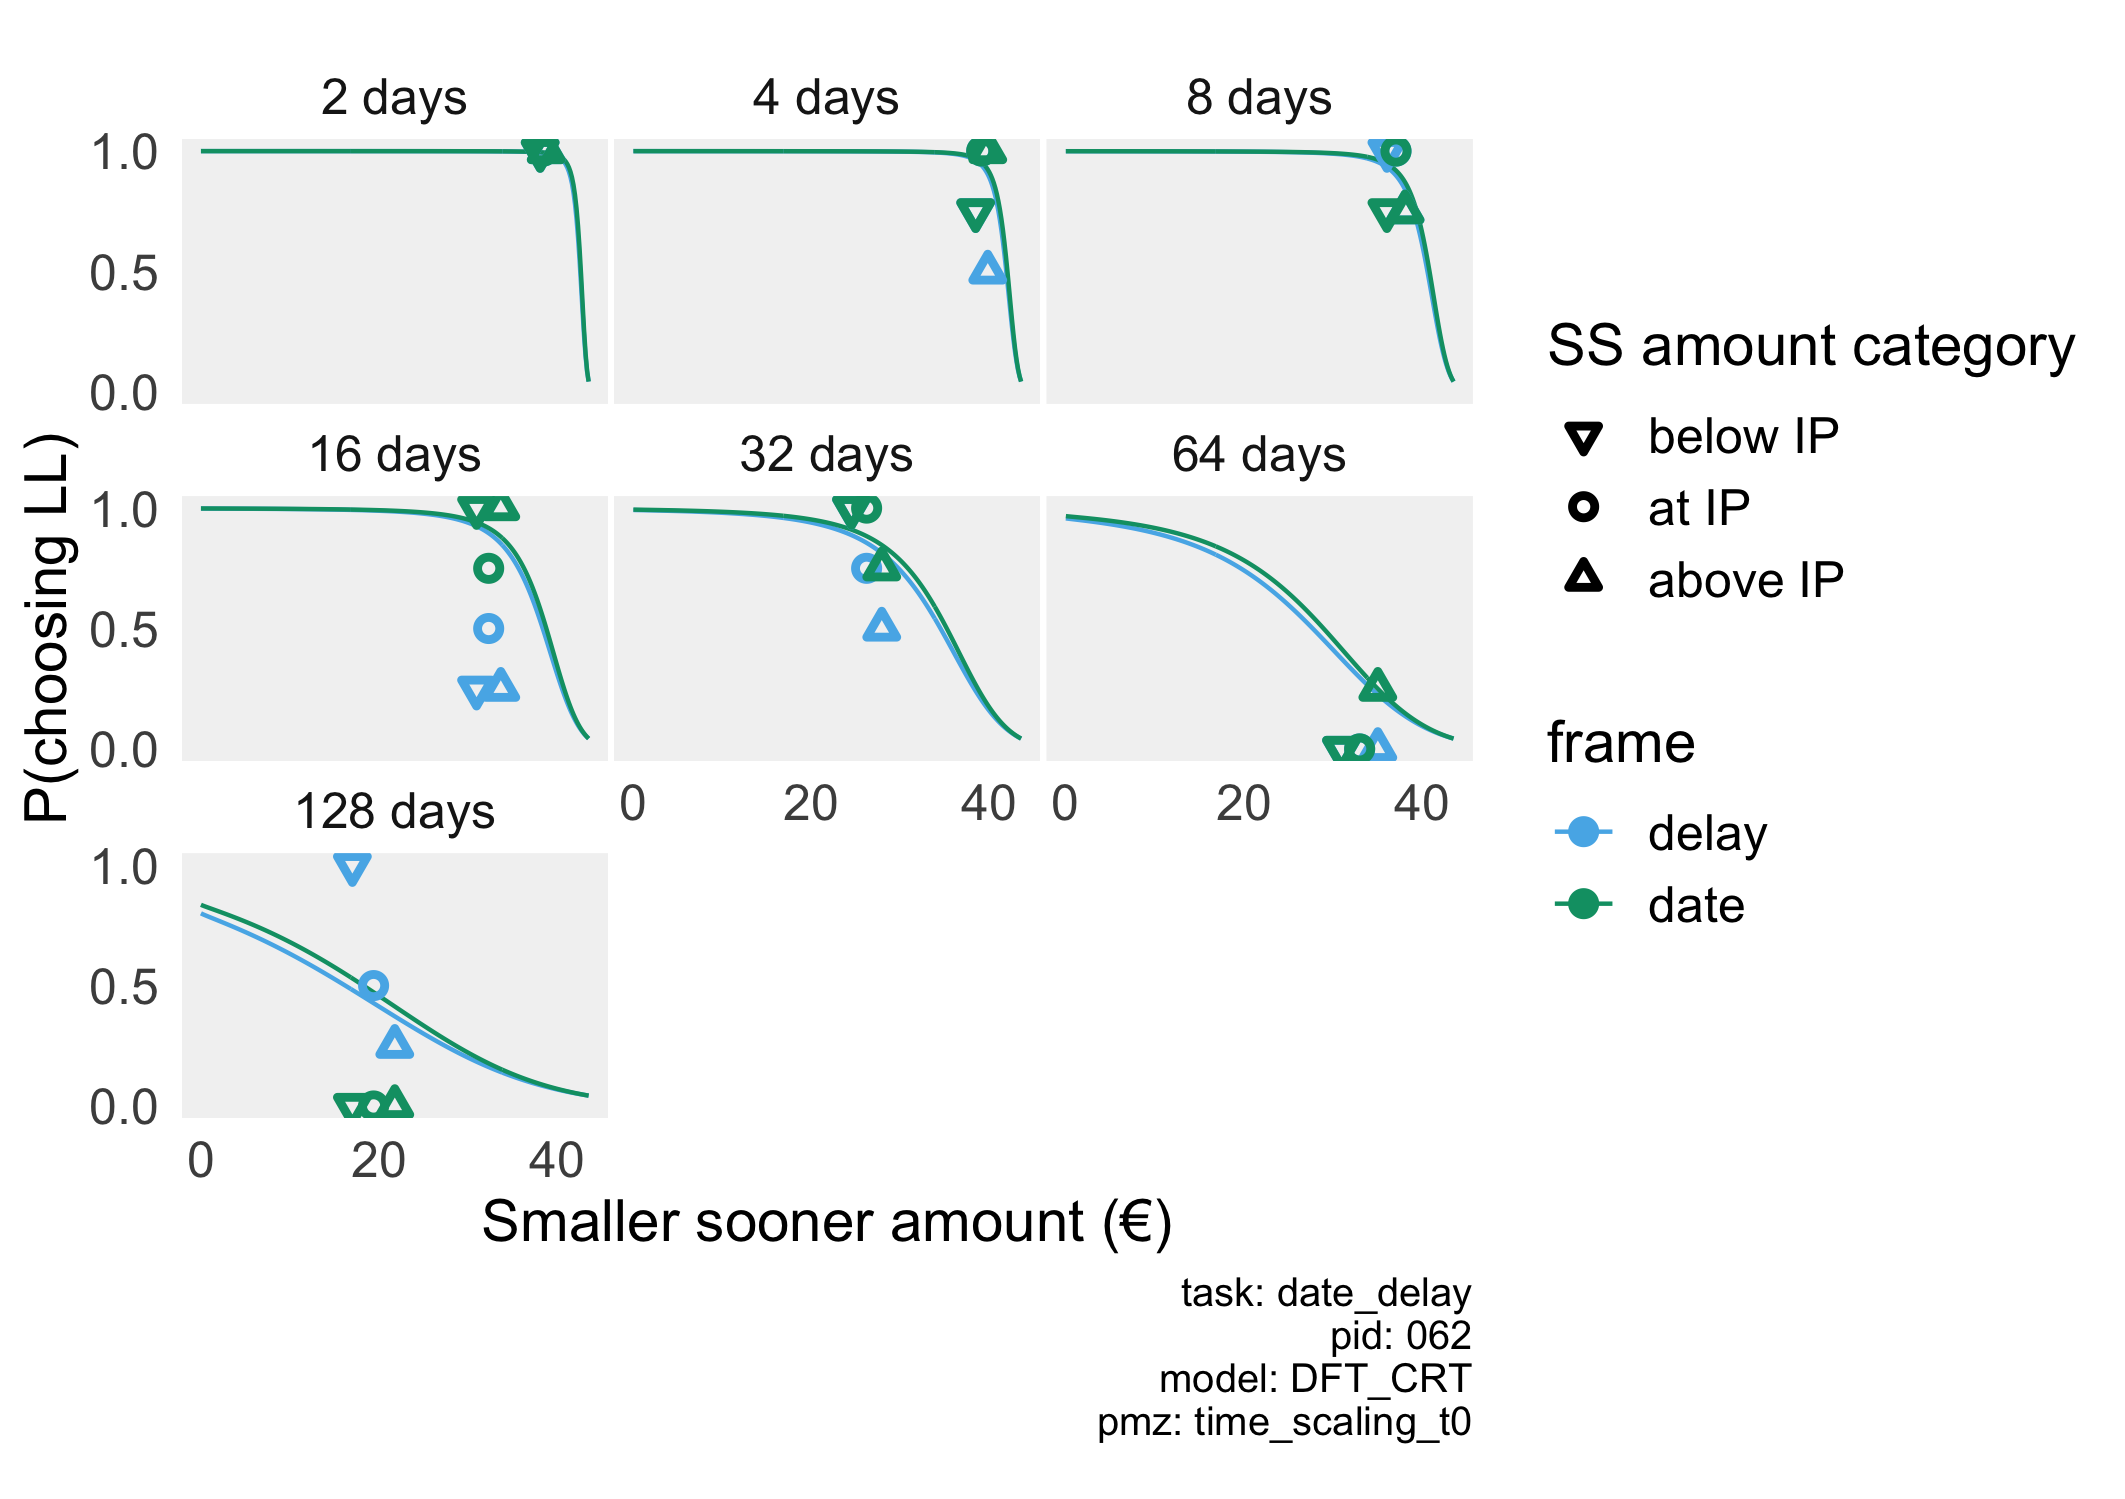 2 days
4 days
8 days
1.0
0.5
0.0
16 days
32 days
64 days
1.0
0.5
0.0
0 20 40
0 20 40
128 days
1.0
0.5
0.0
0 20 40
P(choosing LL)
Smaller sooner amount (€)
SS amount category
below IP
at IP
above IP
frame
delay
date
task: date_delay
pid: 062
model: DFT_CRT
pmz: time_scaling_t0